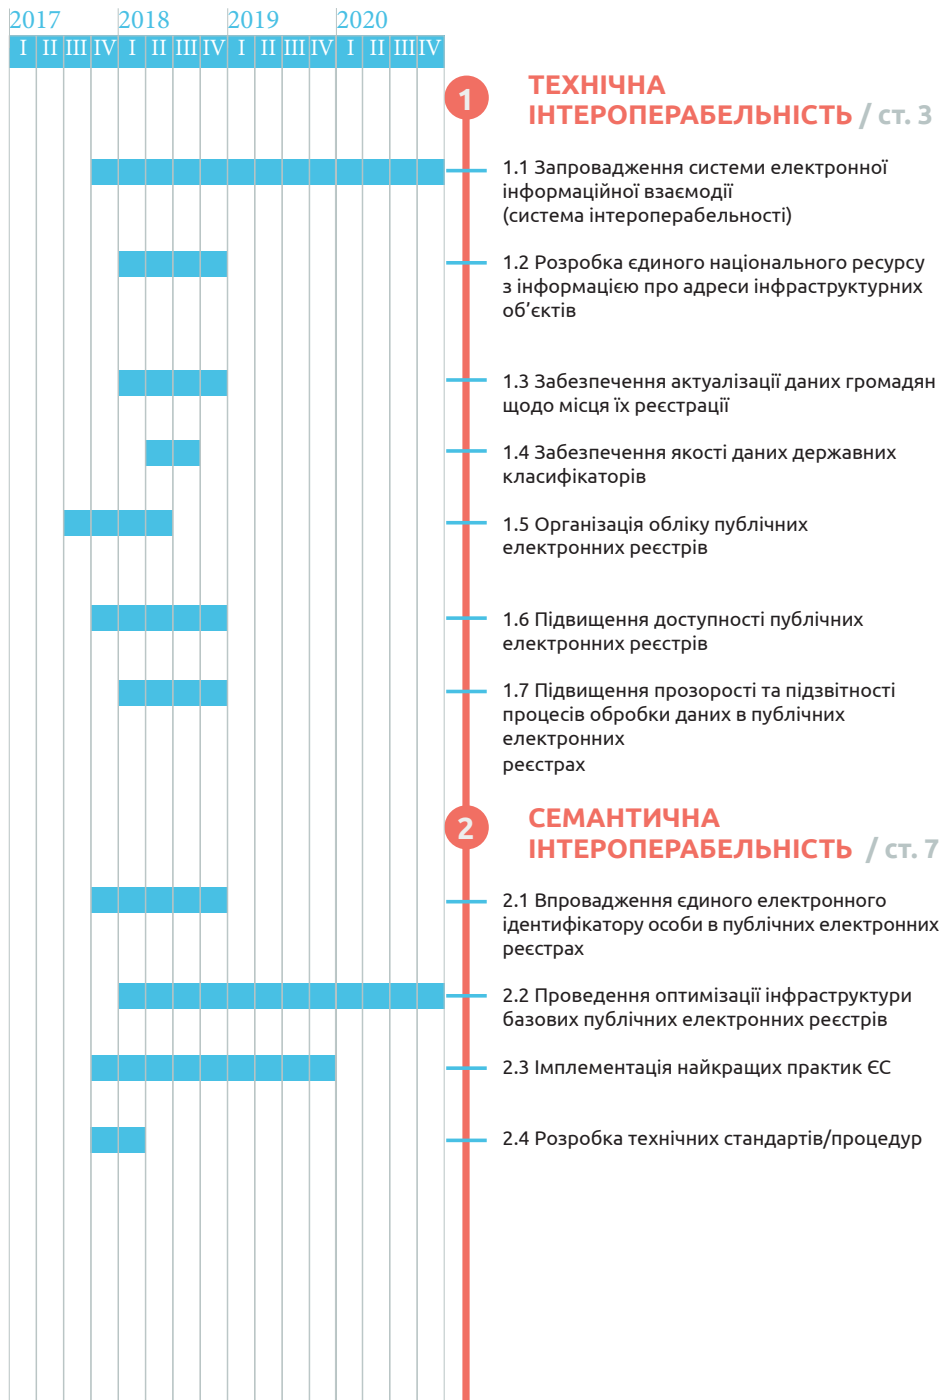 2017 2018 2019 2020
I II III IV I II III IV I II III IV I II III IV
1
ТЕХНІЧНА
ІНТЕРОПЕРАБЕЛЬНІСТЬ / ст. 3
1.1 Запровадження системи електронної
інформаційної взаємодії
(система інтероперабельності)
1.2 Розробка єдиного національного ресурсу
з інформацією про адреси інфраструктурних
об’єктів
1.3 Забезпечення актуалізації даних громадян
щодо місця їх реєстрації
1.4 Забезпечення якості даних державних
класифікаторів
1.5 Організація обліку публічних
електронних реєстрів
1.6 Підвищення доступності публічних
електронних реєстрів
1.7 Підвищення прозорості та підзвітності
процесів обробки даних в публічних
електронних
реєстрах
2
СЕМАНТИЧНА
ІНТЕРОПЕРАБЕЛЬНІСТЬ / ст. 7
2.1 Впровадження єдиного електронного
ідентифікатору особи в публічних електронних
реєстрах
2.2 Проведення оптимізації інфраструктури
базових публічних електронних реєстрів
2.3 Імплементація найкращих практик ЄС
2.4 Розробка технічних стандартів/процедур